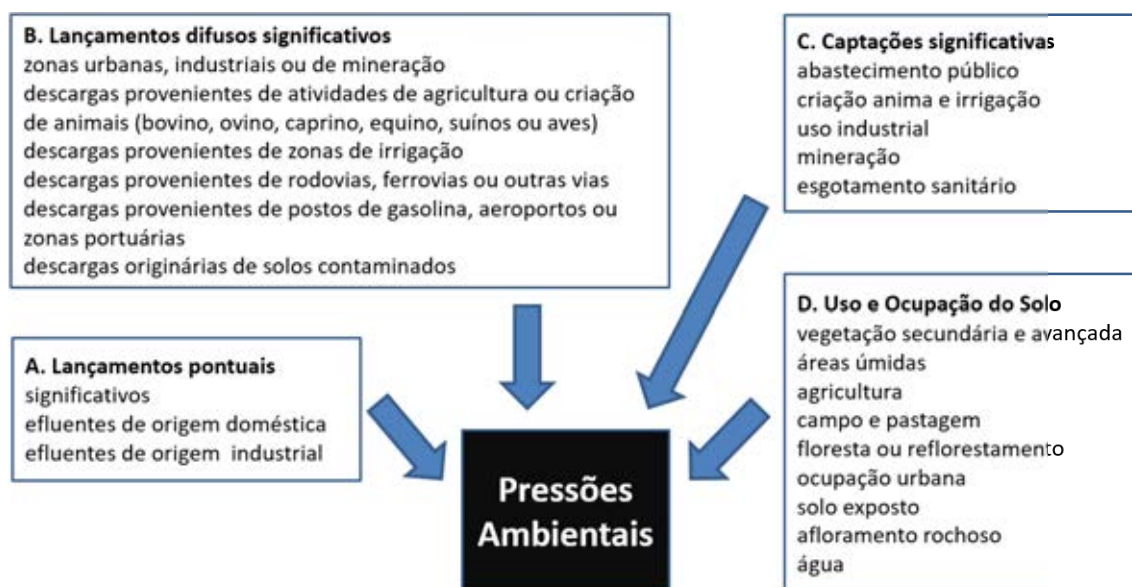 B. Lançamentos difusos significativos
zonas urbanas, industriais ou de mineração
descargas provenientes de atividades de agricultura ou criação
de animais (bovino, ovino, caprino, equino, suínos ou aves)
descargas provenientes de zonas de irrigação
descargas provenientes de rodovias, ferrovias ou outras vias
descargas provenientes de postos de gasolina, aeroportos ou
zonas portuárias
descargas originárias de solos contaminados
C. Captações significativas
abastecimento público
criação anima e irrigação
uso industrial
mineração
esgotamento sanitário
A. Lançamentos pontuais
significativos
efluentes de origem doméstica
efluentes de origem industrial
D. Uso e Ocupação do Solo
vegetação secundária e avançada
áreas úmidas
agricultura
campo e pastagem
floresta ou reflorestamento
ocupação urbana
solo exposto
afloramento rochoso
água
Pressões
Ambientais